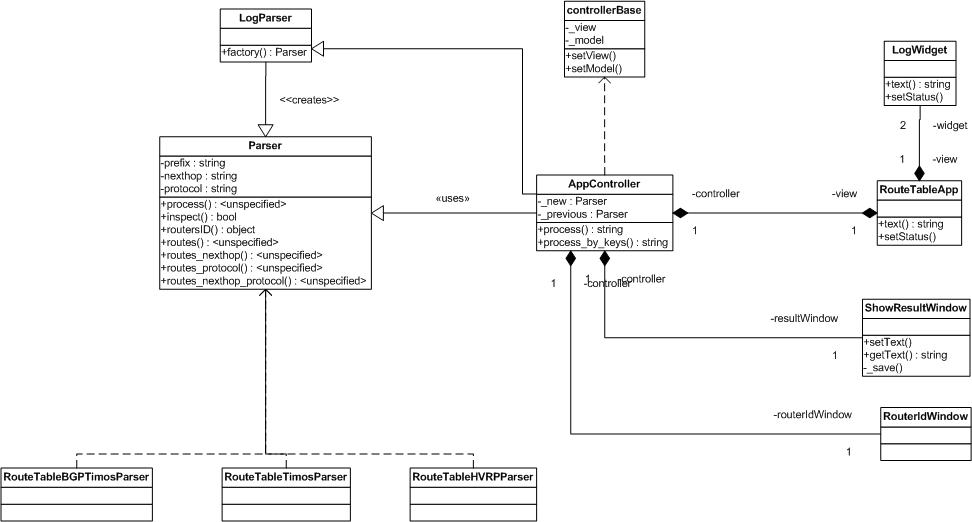 LogParser
+factory() : Parser
<<creates>>
Parser
-prefix : string
-nexthop : string
-protocol : string
+process() : <unspecified>
+inspect() : bool
+routersID() : object
+routes() : <unspecified>
+routes_nexthop() : <unspecified>
+routes_protocol() : <unspecified>
+routes_nexthop_protocol() : <unspecified>
RouteTableBGPTimosParser
RouteTableTimosParser
RouteTableHVRPParser
controllerBase
-_view
-_model
+setView()
+setModel()
«uses»
AppController
-_new : Parser
-_previous : Parser
+process() : string
+process_by_keys() : string
-controller
1
-view
1
1
-controller
1
-controller
LogWidget
+text() : string
+setStatus()
2
-widget
1
-view
RouteTableApp
+text() : string
+setStatus()
-resultWindow
1
ShowResultWindow
+setText()
+getText() : string
-_save()
-routerIdWindow
1
RouterIdWindow